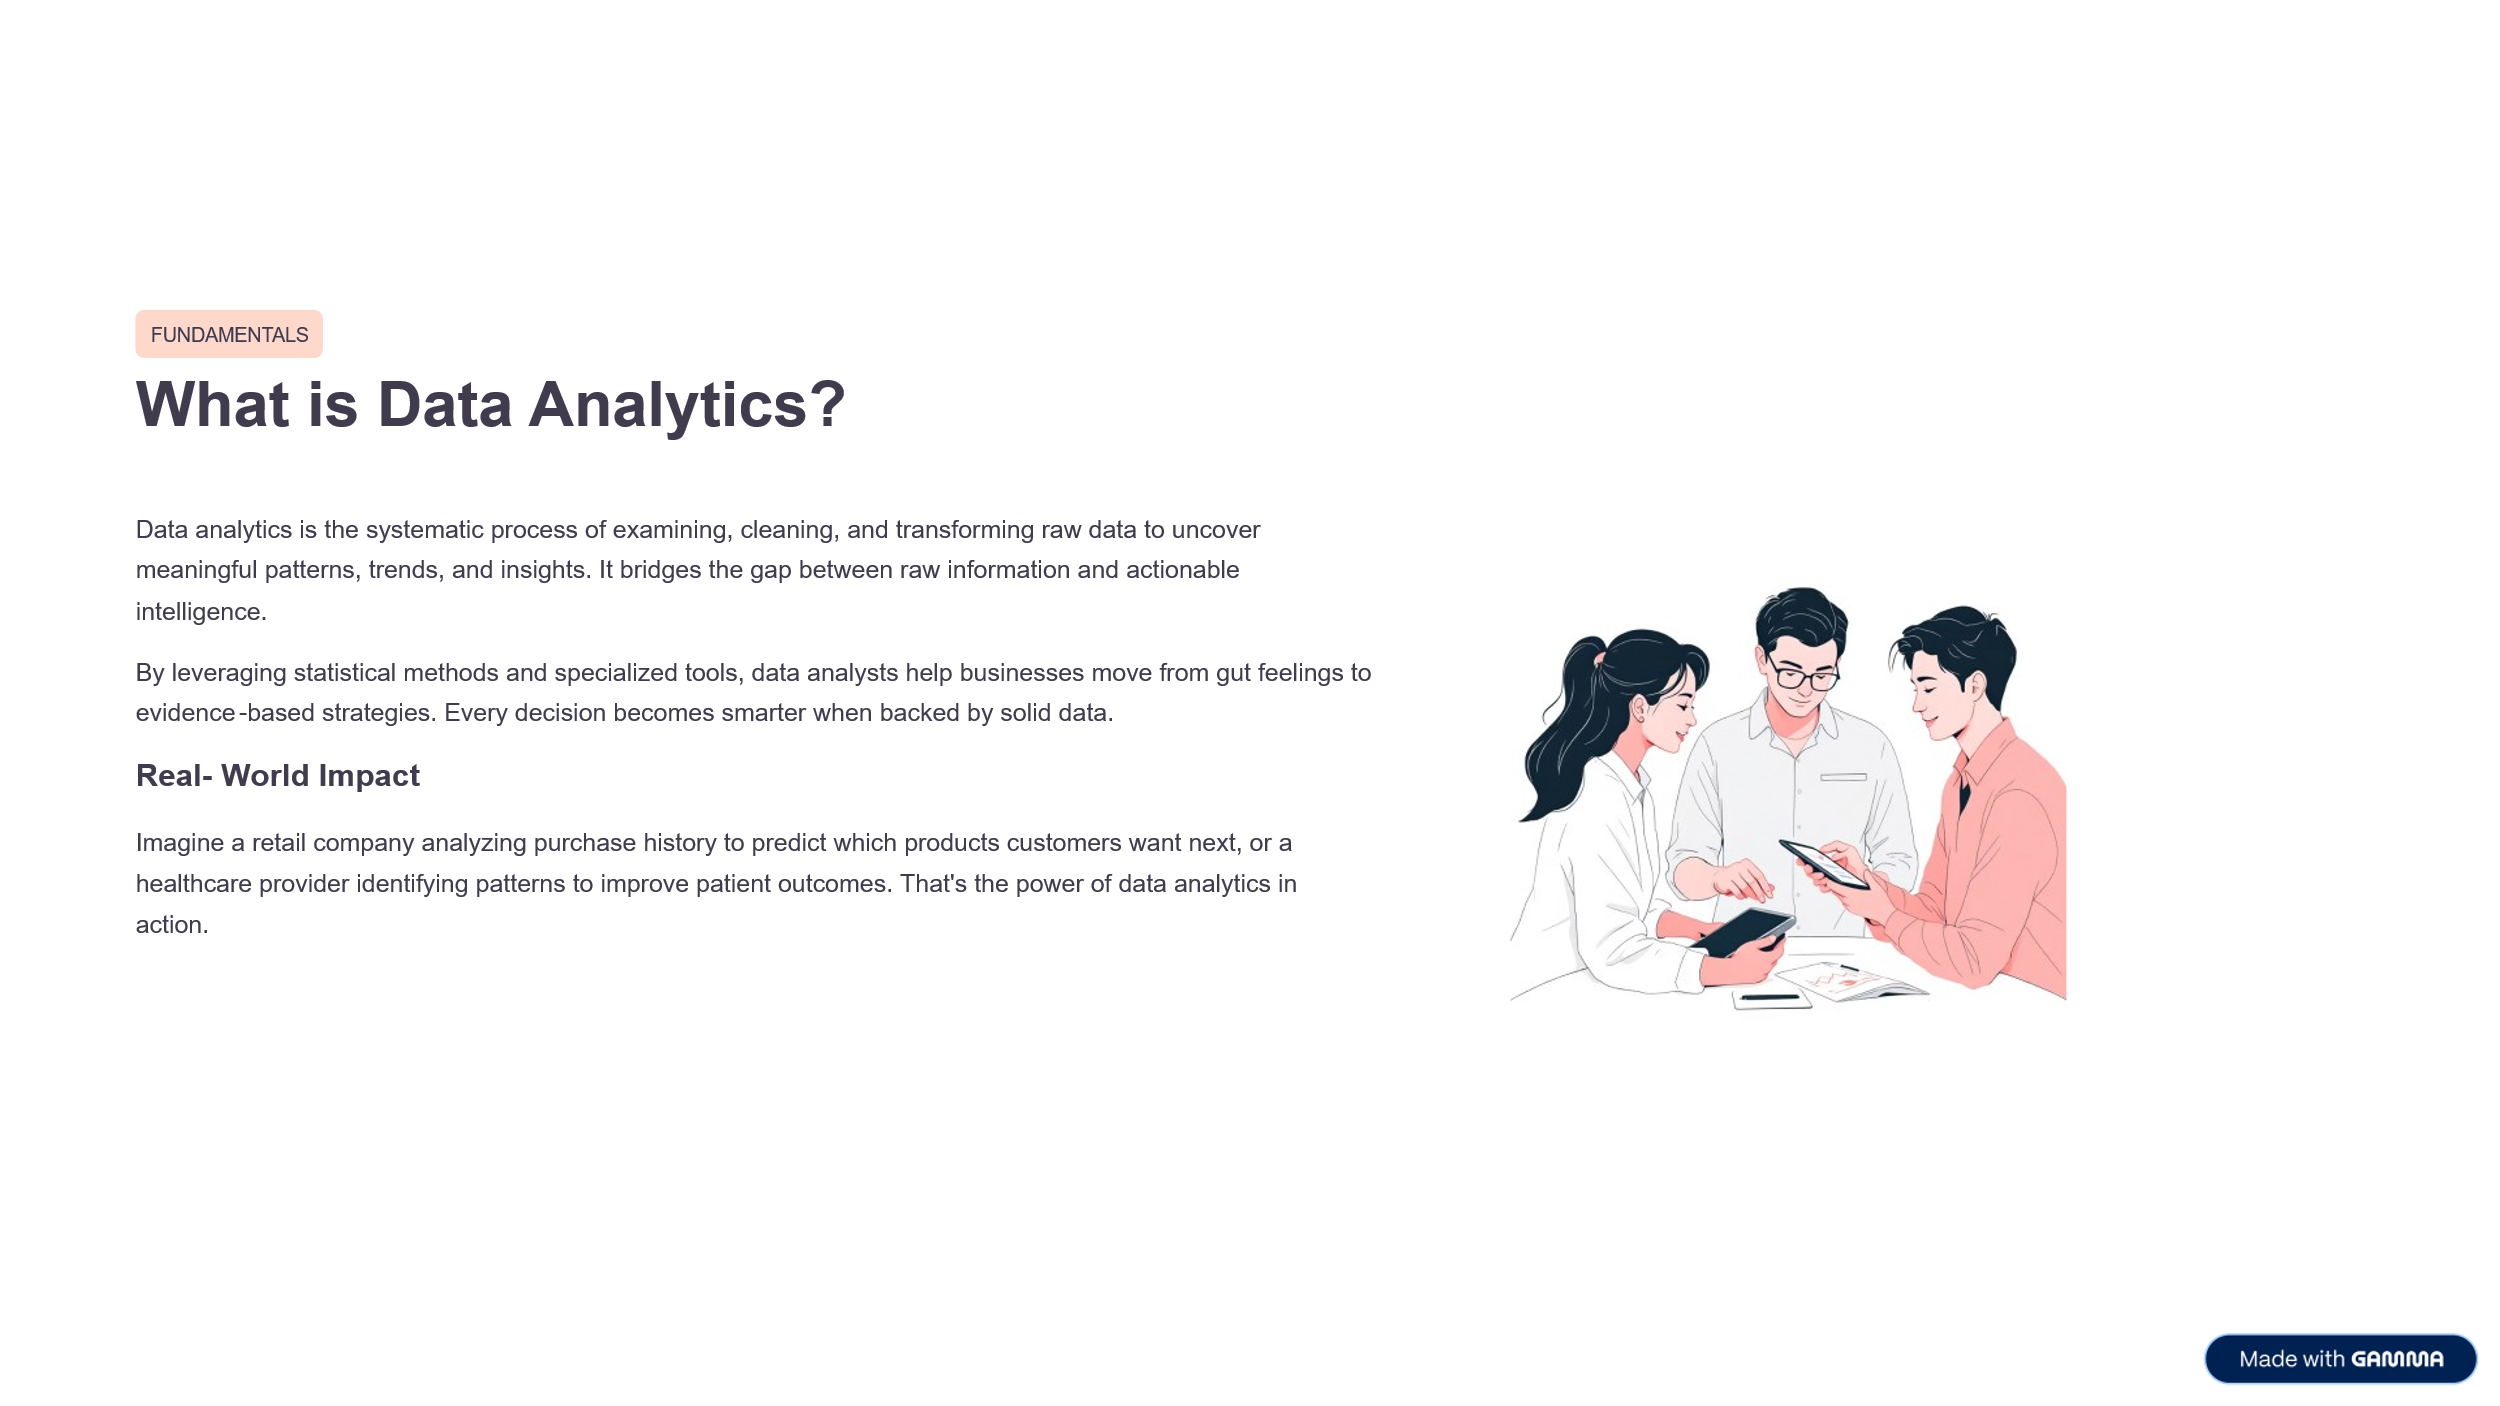 FUNDAMENTALS
What is Data Analytics?
Data analytics is the systematic process of examining, cleaning, and transforming raw data to uncover
meaningful patterns, trends, and insights. It bridges the gap between raw information and actionable
intelligence.
By leveraging statistical methods and specialized tools, data analysts help businesses move from gut feelings to
evidence-based strategies. Every decision becomes smarter when backed by solid data.
Real- World Impact
Imagine a retail company analyzing purchase history to predict which products customers want next, or a
healthcare provider identifying patterns to improve patient outcomes. That's the power of data analytics in
action.
Made with GAMMA